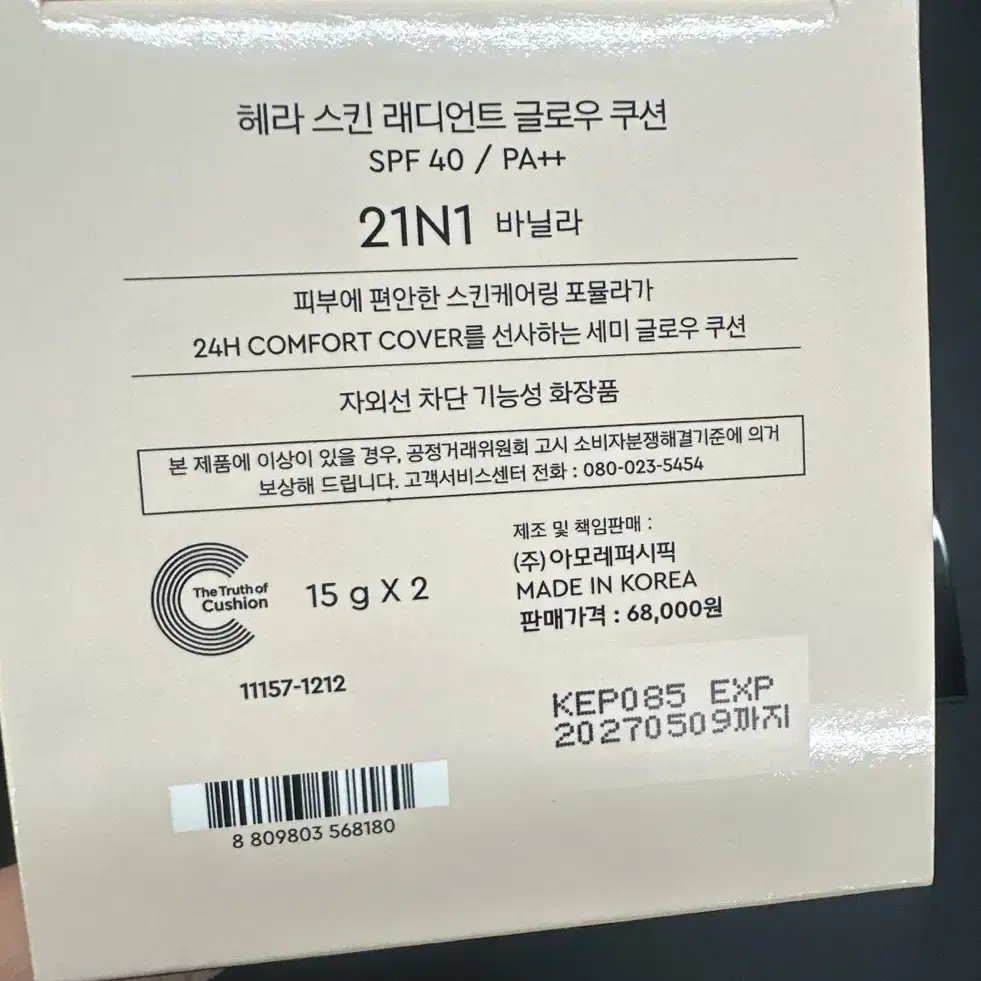 헤라 스킨 래디언트 글로우 쿠션
SPF 40 / PA++
21N1 바닐라
피부에 편안한 스킨케어링 포뮬라가
24H COMFORT COVER를 선사하는 세미 글로우 쿠션
자외선 차단 기능성 화장품
본 제품에 이상이 있을 경우, 공정거래위원회 고시 소비자분쟁해결기준에 의거
보상해 드립니다. 고객서비스센터 전화 : 080-023-5454
The Truth of
Cushion
15 g X 2
제조 및 책임판매 :
(주)아모레퍼시픽
MADE IN KOREA
판매가격 : 68,000원
11157-1212
KEP085 EXP
20270509까지
8 809803 568180